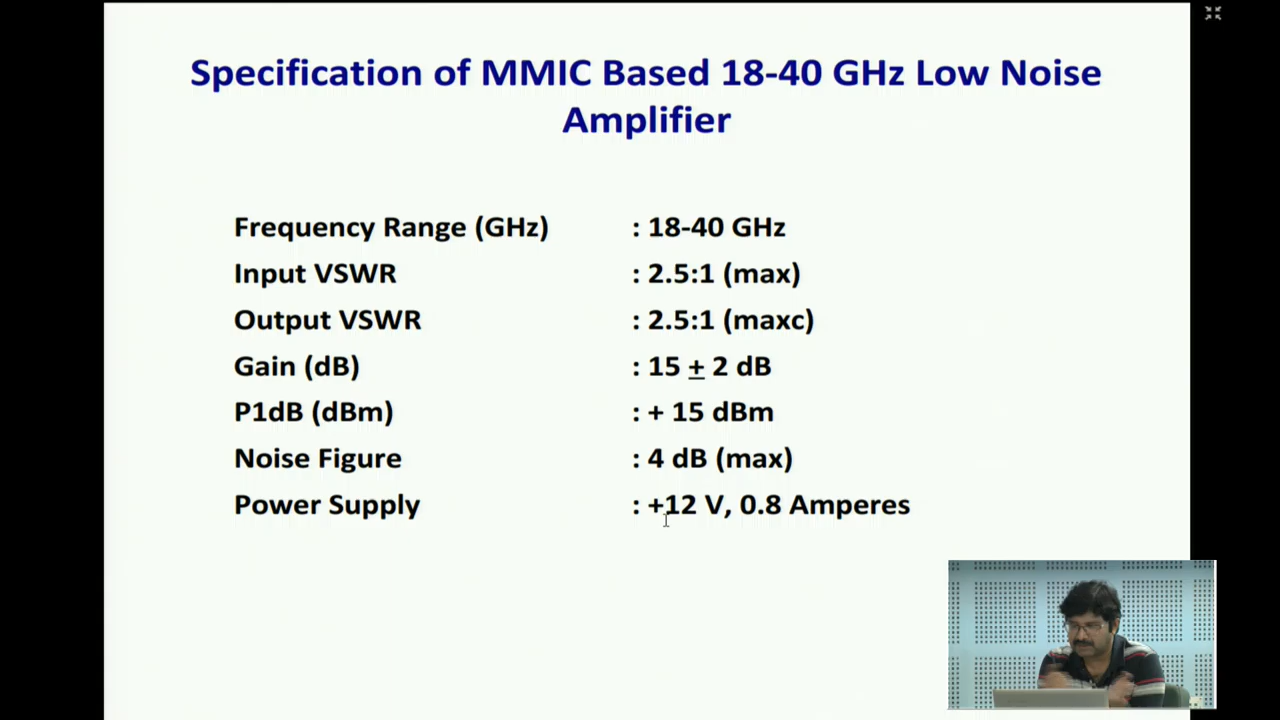 Specification of MMIC Based 18-40 GHz Low Noise
Amplifier
Frequency Range (GHz) : 18-40 GHz
Input VSWR : 2.5:1 (max)
Output VSWR : 2.5:1 (maxc)
Gain (dB) : 15 + 2 dB
P1dB (dBm) : + 15 dBm
Noise Figure : 4 dB (max)
Power Supply : +12 V, 0.8 Amperes